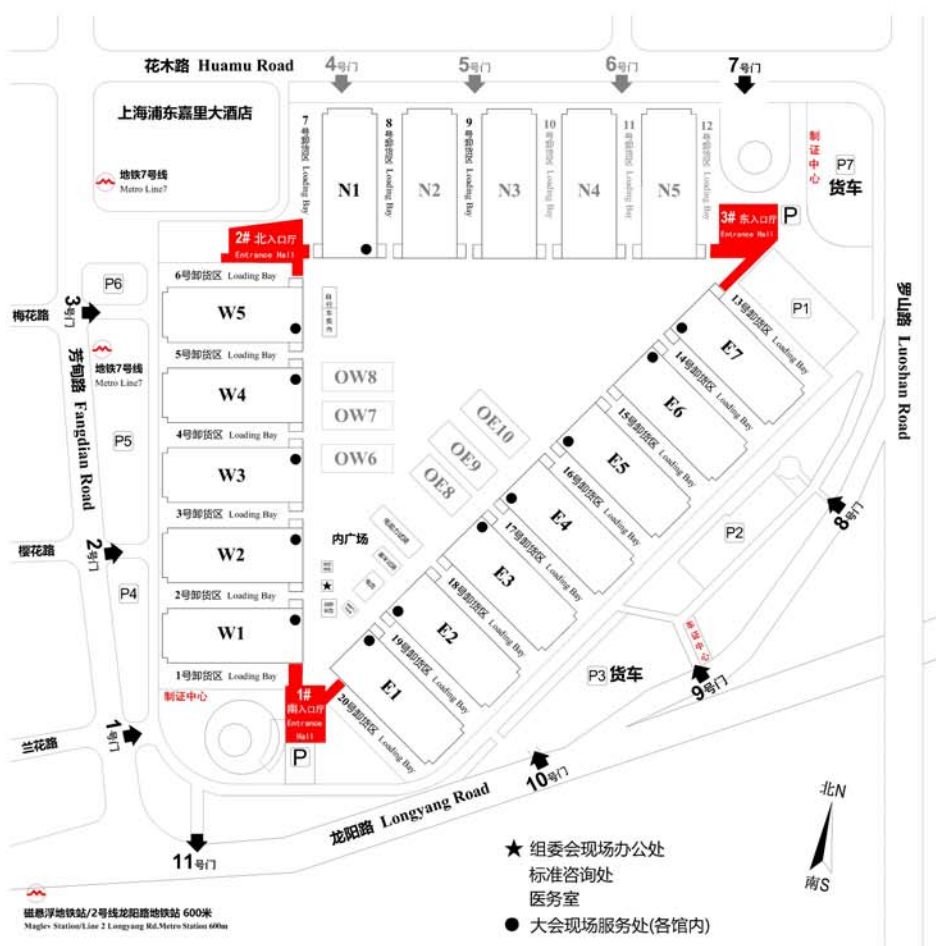 花木路 Huamu Road
4号门
5号门
6号门
7号门
上海浦东嘉里大酒店
地铁7号线
Metro Line7
7号卸货区 Loading Bay
N1
8号卸货区 Loading Bay
N2
9号卸货区 Loading Bay
N3
10号卸货区 Loading Bay
N4
11号卸货区 Loading Bay
N5
12号卸货区 Loading Bay
制证中心
P7
货车
2# 北入口厅
Entrance Hall
3# 东入口厅
Entrance Hall
P
6号卸货区 Loading Bay
P6
3号门
梅花路
W5
P1
13号卸货区 Loading Bay
E7
罗山路 Luoshan Road
地铁7号线
Metro Line7
芳甸路 Fangdian Road
5号卸货区 Loading Bay
W4
OW8
14号卸货区 Loading Bay
E6
OW7
OE10
4号卸货区 Loading Bay
P5
15号卸货区 Loading Bay
E5
OW6
OE9
W3
OE8
16号卸货区 Loading Bay
E4
3号卸货区 Loading Bay
8号门
P2
17号卸货区 Loading Bay
E3
内广场
樱花路
2号门
W2
18号卸货区 Loading Bay
E2
P4
2号卸货区 Loading Bay
W1
19号卸货区 Loading Bay
E1
制证中心
P3 货车
9号门
1号卸货区 Loading Bay
制证中心
1#
南入口厅
Entrance
Hall
20号卸货区 Loading Bay
P
兰花路
1号门
10号门
龙阳路 Longyang Road
11号门
北N
南S
★ 组委会现场办公处
标准咨询处
医务室
● 大会现场服务处(各馆内)
磁悬浮地铁站/2号线龙阳路地铁站 600米
Maglev Station/Line 2 Longyang Rd.Metro Station 600m